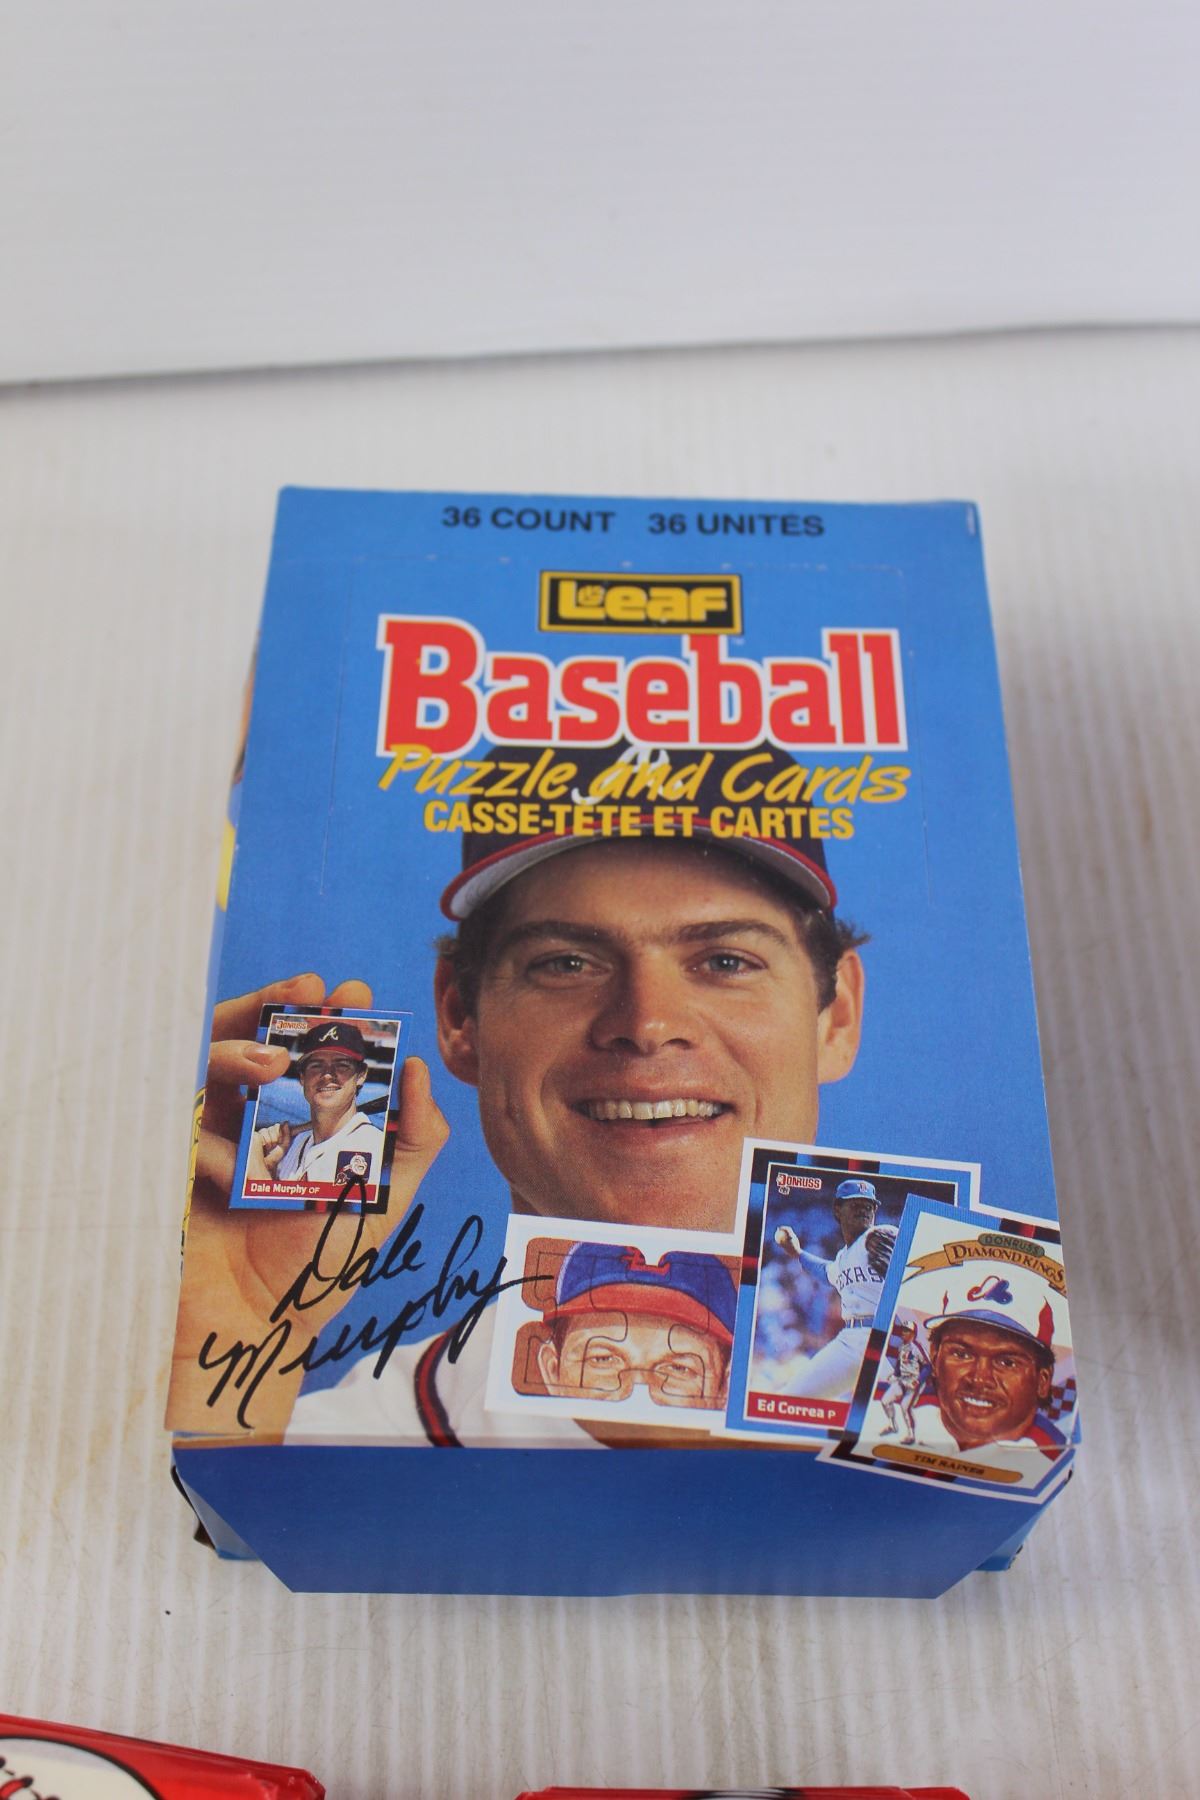 36 COUNT 36 UNITÉS
Leaf
Baseball
Puzzle and Cards
CASSE-TÊTE ET CARTES
A
DONRUSS
A
Dale Murphy OF
Dale
Murphy
DONRUSS
TEXAS
Ed Correa P
DONRUSS
DIAMOND KINGS
TIM RAINES